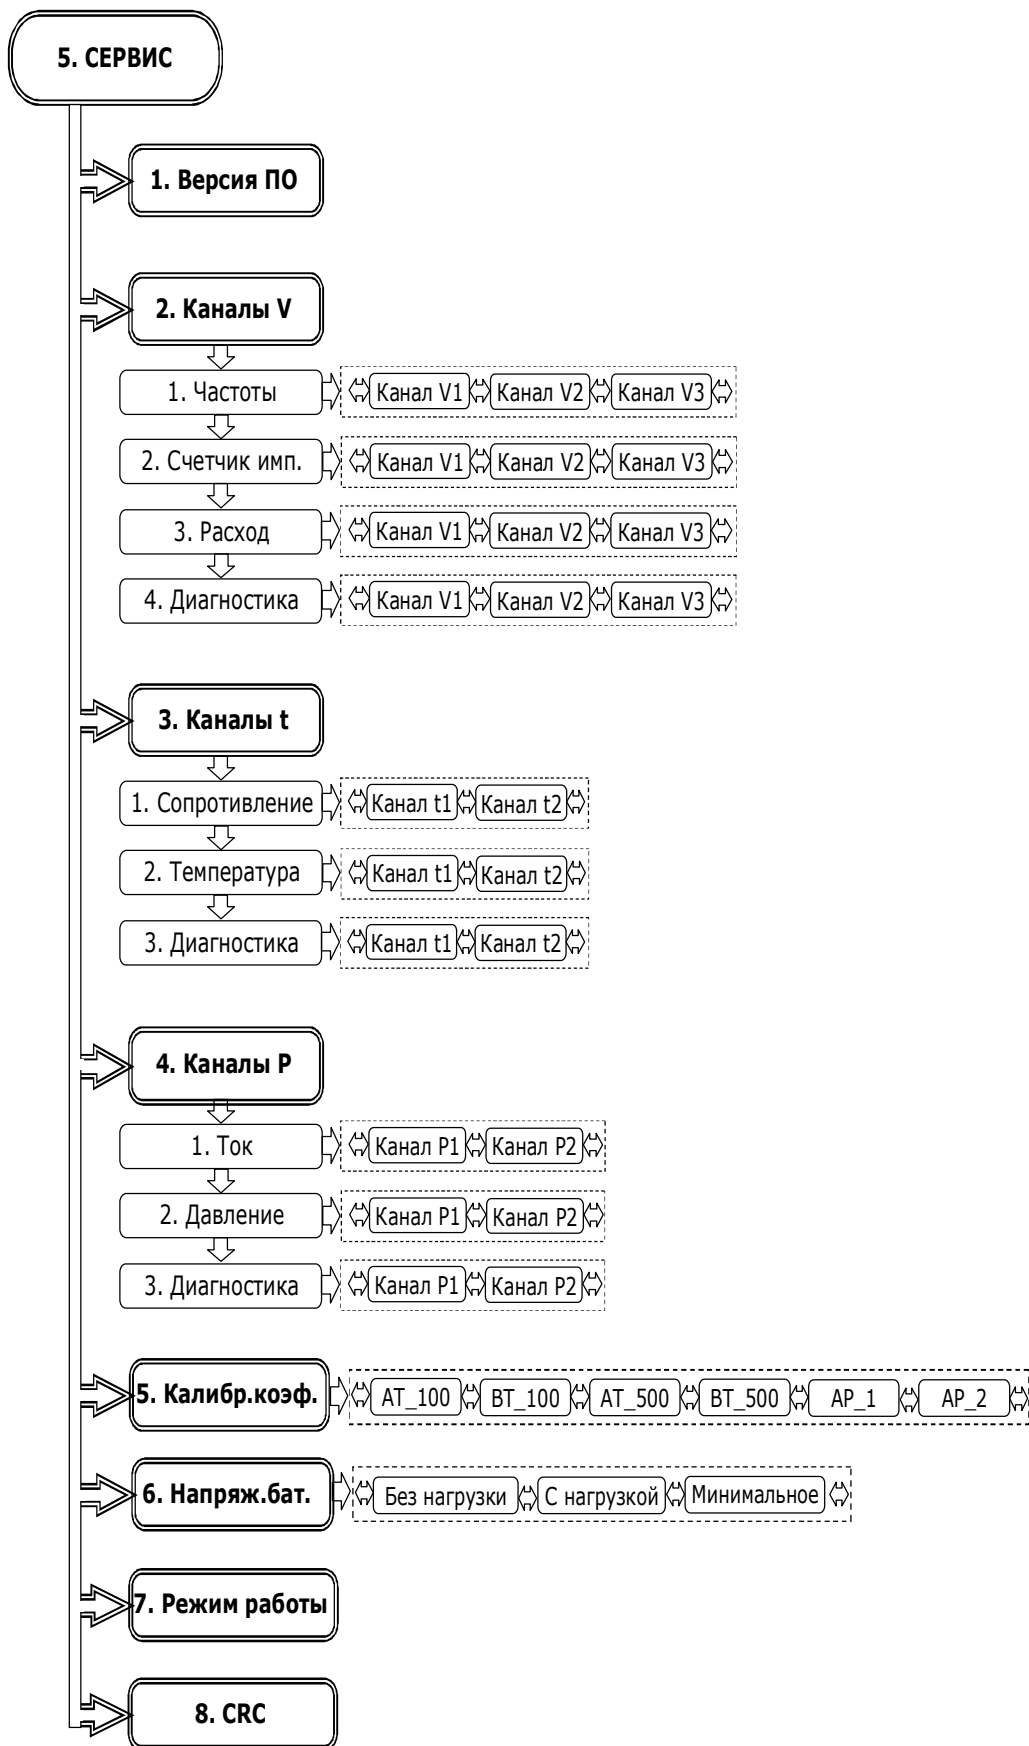 5. СЕРВИС
1. Версия ПО
2. Каналы V
1. Частоты Канал V1 Канал V2 Канал V3
2. Счетчик имп. Канал V1 Канал V2 Канал V3
3. Расход Канал V1 Канал V2 Канал V3
4. Диагностика Канал V1 Канал V2 Канал V3
3. Каналы t
1. Сопротивление Канал t1 Канал t2
2. Температура Канал t1 Канал t2
3. Диагностика Канал t1 Канал t2
4. Каналы P
1. Ток Канал P1 Канал P2
2. Давление Канал P1 Канал P2
3. Диагностика Канал P1 Канал P2
5. Калибр.коэф. AT_100 BT_100 AT_500 BT_500 AP_1 AP_2
6. Напряж.бат. Без нагрузки С нагрузкой Минимальное
7. Режим работы
8. CRC